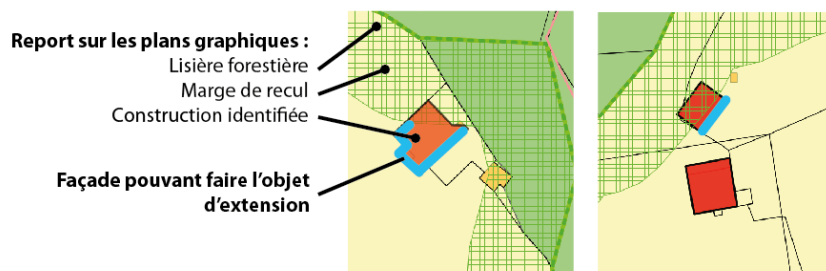 Report sur les plans graphiques :
Lisière forestière
Marge de recul
Construction identifiée
Façade pouvant faire l'objet
d'extension